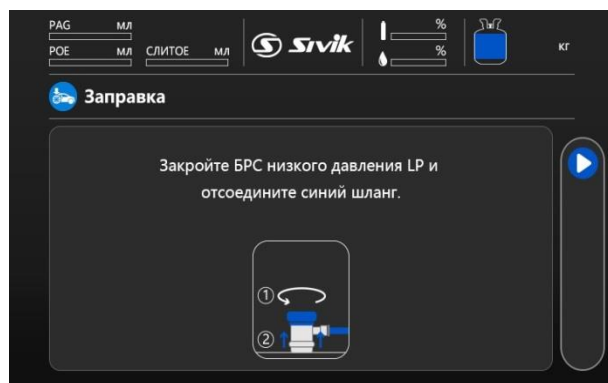 PAG мл
POE мл СЛИТОЕ мл
Sivik
%
%
кг
Заправка
Закройте БРС низкого давления LP и
отсоедините синий шланг.
1
2